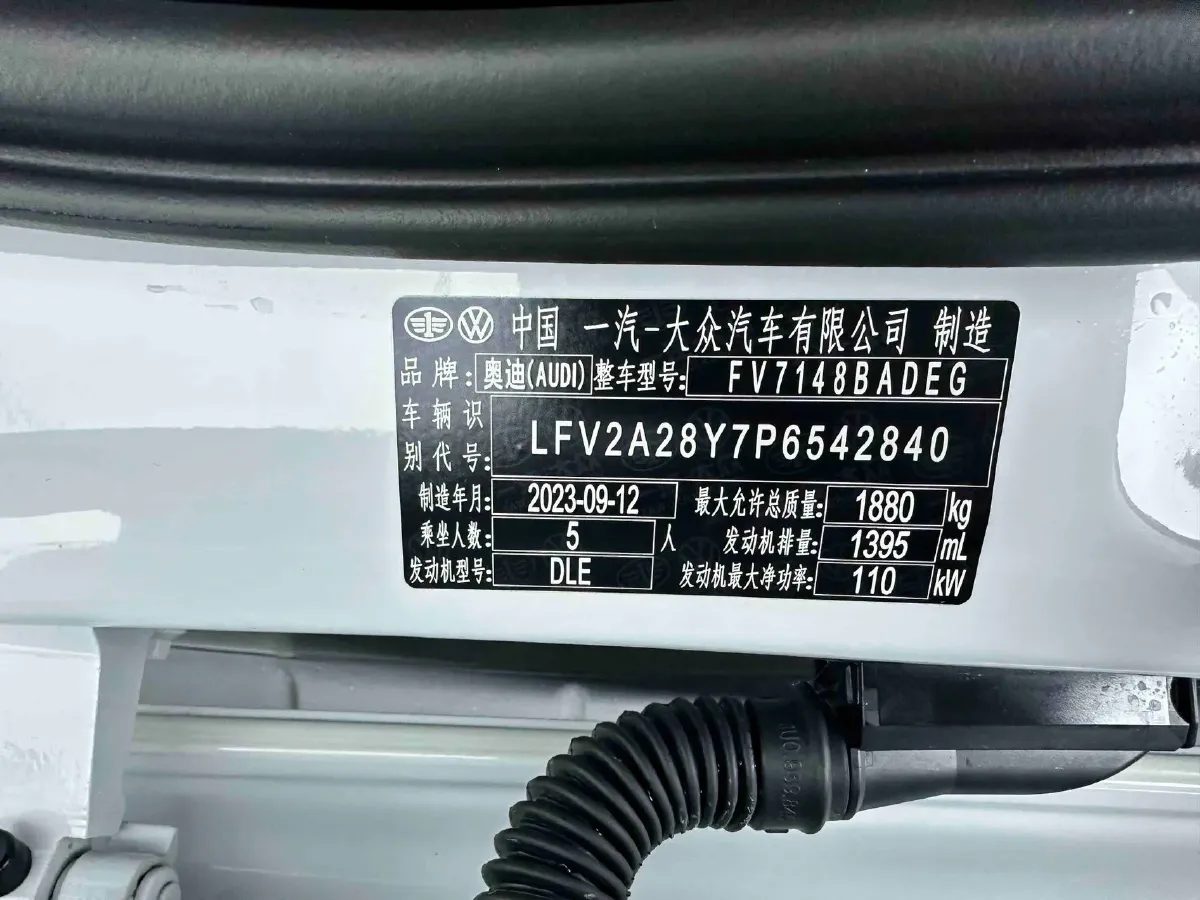 中国 一汽-大众汽车有限公司 制造
品牌: 奥迪(AUDI) 整车型号: FV7148BADEG
车辆识别代号: LFV2A28Y7P6542840
制造年月: 2023-09-12 最大允许总质量: 1880 kg
乘坐人数: 5 人 发动机排量: 1395 mL
发动机型号: DLE 发动机最大净功率: 110 kW